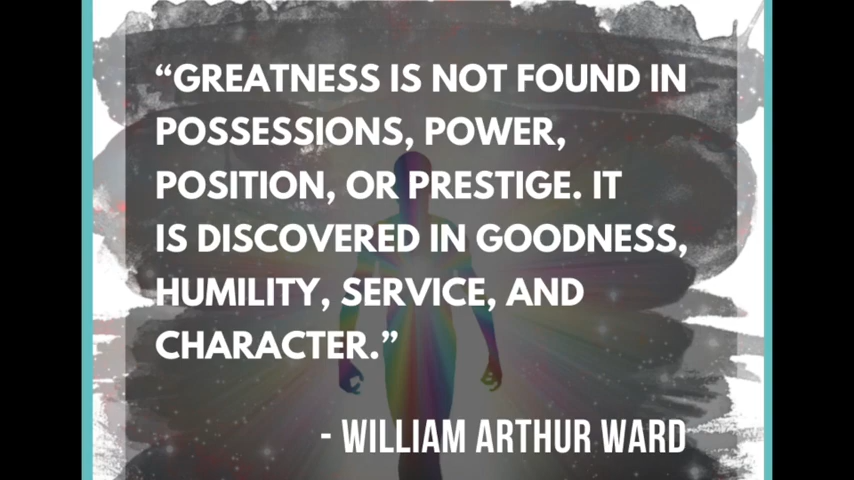 “GREATNESS IS NOT FOUND IN
POSSESSIONS, POWER,
POSITION, OR PRESTIGE. IT
IS DISCOVERED IN GOODNESS,
HUMILITY, SERVICE, AND
CHARACTER.”
- WILLIAM ARTHUR WARD